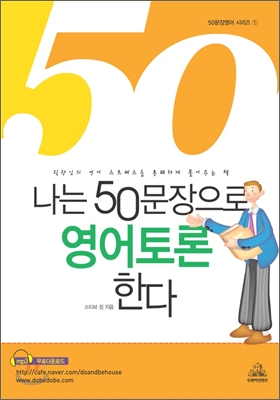 50문장영어 시리즈 ①
50
직장인의 영어 스트레스를 통쾌하게 풀어주는 책
나는 50문장으로
영어토론
한다
스티브 정 지음
mp3 무료다운로드
http://cafe.naver.com/doandbehouse
www.dobedobe.com